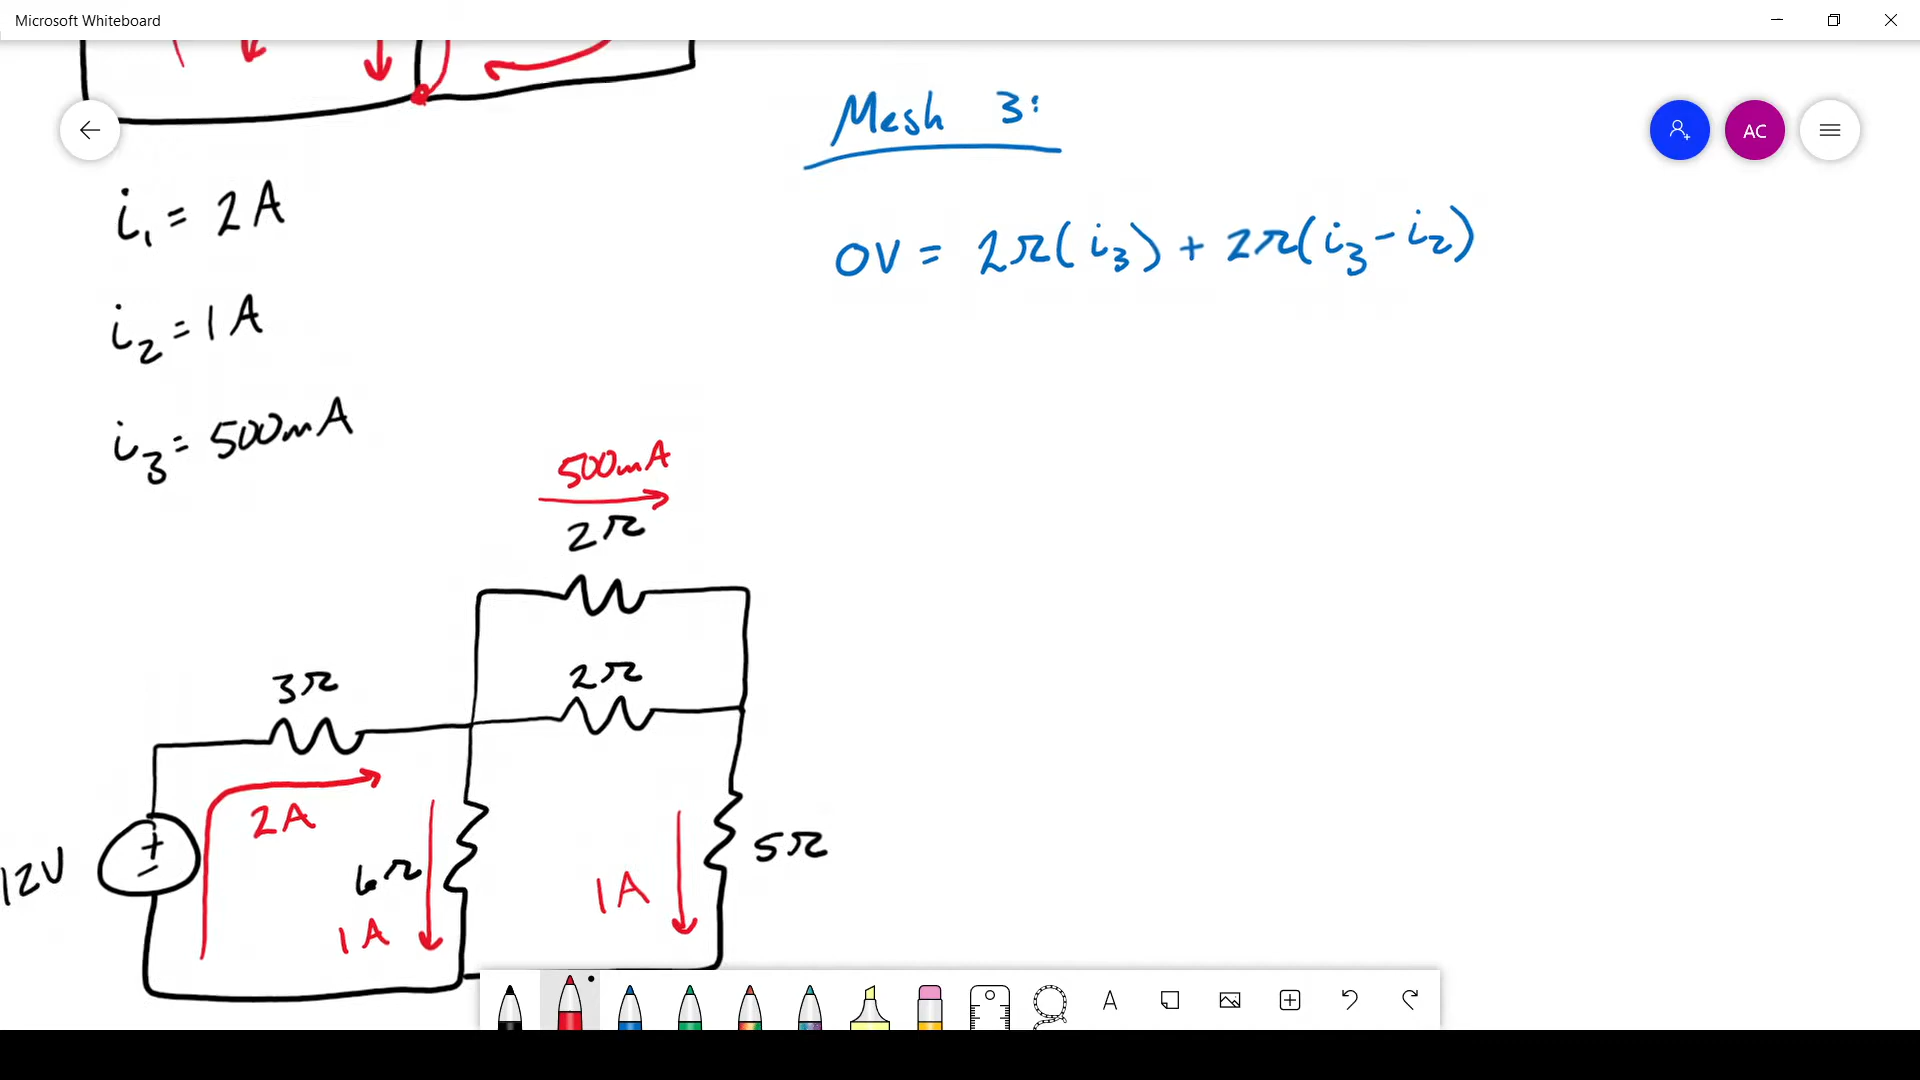 Microsoft Whiteboard
Mesh 3:
AC
i₁ = 2A
0V = 2Ω(i₃) + 2Ω(i₃-i₂)
i₂ = 1A
i₃ = 500mA
500mA
2Ω
2Ω
3Ω
2A
12V
6Ω
1A
1A
5Ω
A